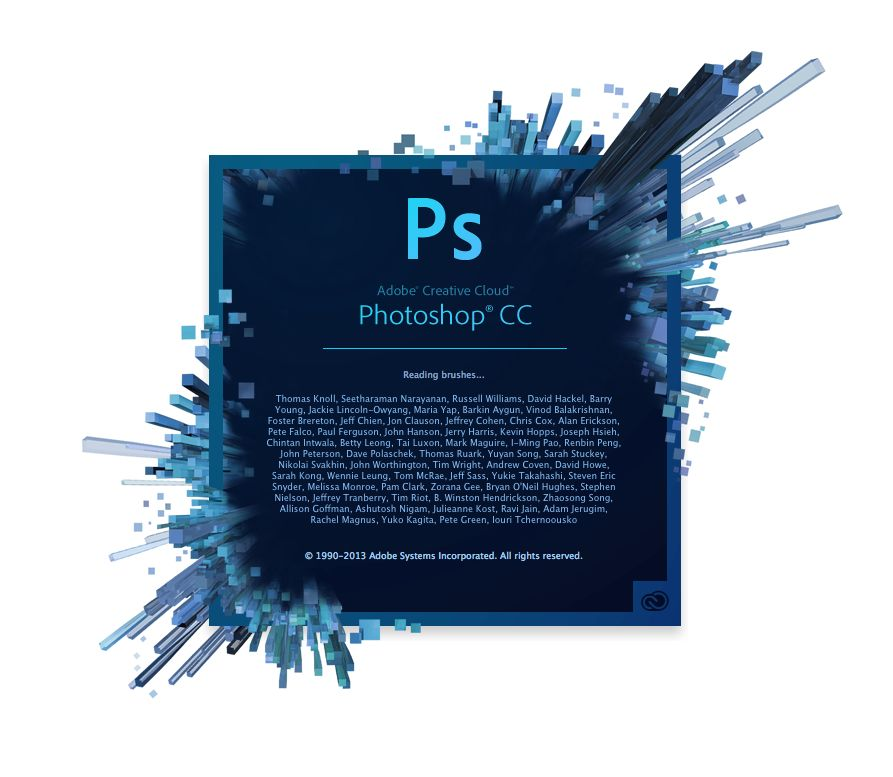 Ps
Adobe® Creative Cloud™
Photoshop® CC
Reading brushes...
Thomas Knoll, Seetharaman Narayanan, Russell Williams, David Hackel, Barry
Young, Jackie Lincoln-Owyang, Maria Yap, Barkin Aygun, Vinod Balakrishnan,
Foster Brereton, Jeff Chien, Jon Clauson, Jeffrey Cohen, Chris Cox, Alan Erickson,
Pete Falco, Paul Ferguson, John Hanson, Jerry Harris, Kevin Hopps, Joseph Hsieh,
Chintan Intwala, Betty Leong, Tai Luxon, Mark Maguire, I-Ming Pao, Renbin Peng,
John Peterson, Dave Polaschek, Thomas Ruark, Yuyan Song, Sarah Stuckey,
Nikolai Svakhin, John Worthington, Tim Wright, Andrew Coven, David Howe,
Sarah Kong, Wennie Leung, Tom McRae, Jeff Sass, Yukie Takahashi, Steven Eric
Snyder, Melissa Monroe, Pam Clark, Zorana Gee, Bryan O'Neil Hughes, Stephen
Nielson, Jeffrey Tranberry, Tim Riot, B. Winston Hendrickson, Zhaosong Song,
Allison Goffman, Ashutosh Nigam, Julieanne Kost, Ravi Jain, Adam Jerugim,
Rachel Magnus, Yuko Kagita, Pete Green, Iouri Tchernoousko
© 1990-2013 Adobe Systems Incorporated. All rights reserved.